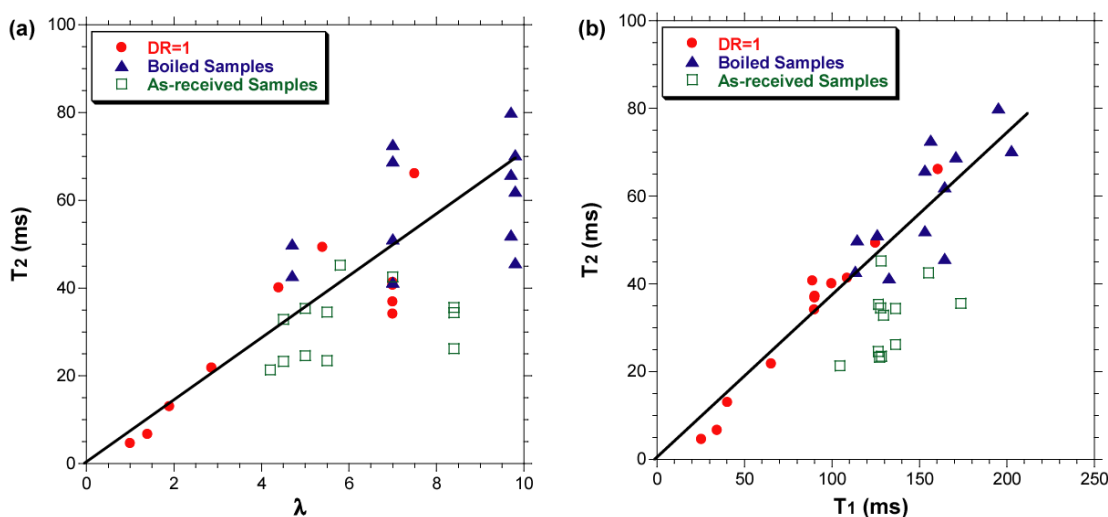 (a)
100
80
60
40
20
0
T2 (ms)
DR=1
Boiled Samples
As-received Samples
0 2 4 6 8 10
λ
(b)
100
80
60
40
20
0
T2 (ms)
DR=1
Boiled Samples
As-received Samples
0 50 100 150 200 250
T1 (ms)